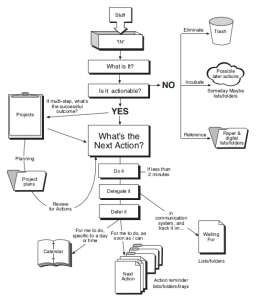 Stuff
"IN"
What is It?
Is it actionable?
NO
YES
Eliminate
Trash
Incubate
Possible
later actions
Someday Maybe
lists/folders
Reference
Paper &
digital
lists/folders
If multi-step, what's the
successful
outcome?
Projects
Planning
Project
plans
Review
for Actions
What's the
Next Action?
Do it
If less than
2 minutes
Delegate it
Defer it
in
communication
system, and
track it on...
Waiting
For
Lists/folders
For me to do,
specific to a day
or time
Calendar
For me to do, as
soon as I can
Next
Action
Action reminder
lists/folders/trays